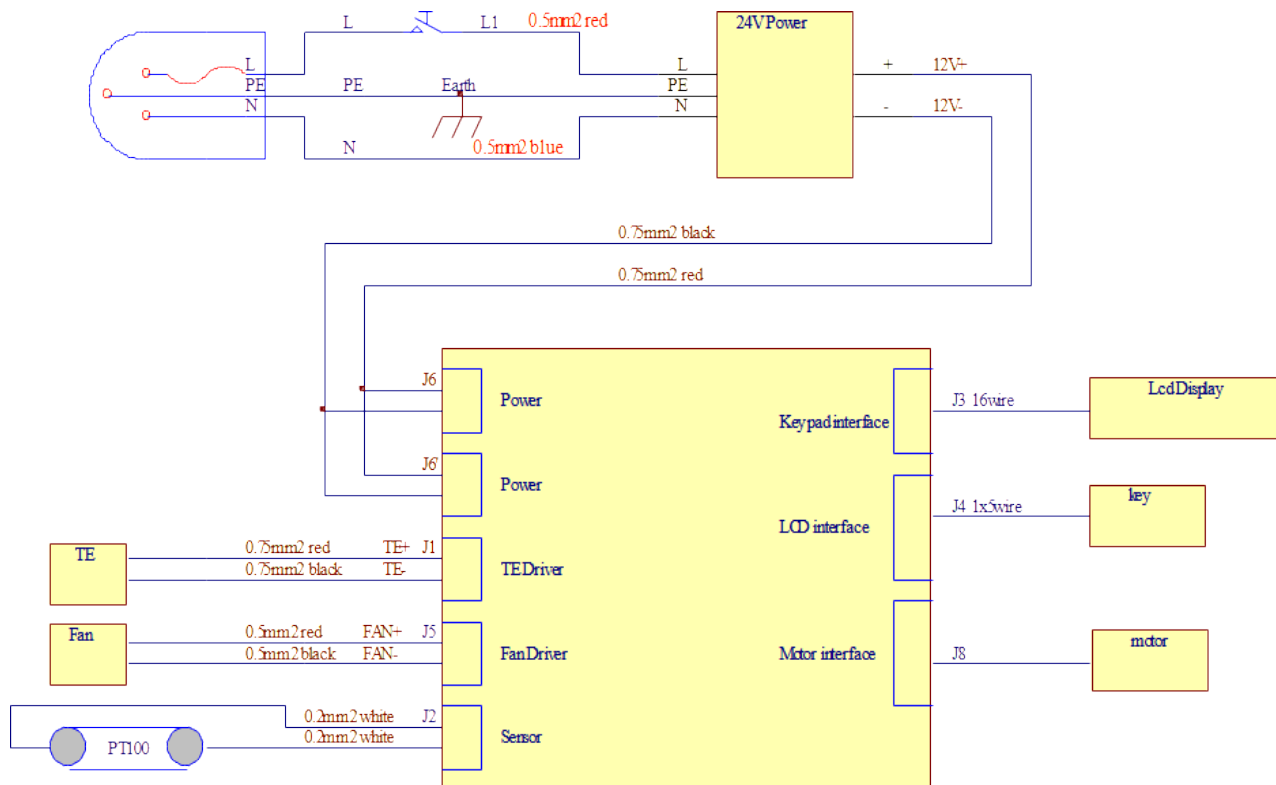 L L1 0.5mm2 red
24V Power
L L + 12V+
PE PE Earth PE
N N - 12V-
N 0.5mm2 blue
0.75mm2 black
0.75mm2 red
J6
Power
Keypad interface
J3 16wire
Lcd Display
J6'
Power
LCD interface
J4 1x5wire
key
TE
0.75mm2 red TE+ J1
0.75mm2 black TE-
TE Driver
Fan
0.5mm2 red FAN+ J5
0.5mm2 black FAN-
Fan Driver
Motor interface
J8
motor
0.2mm2 white J2
0.2mm2 white
Sensor
PT100